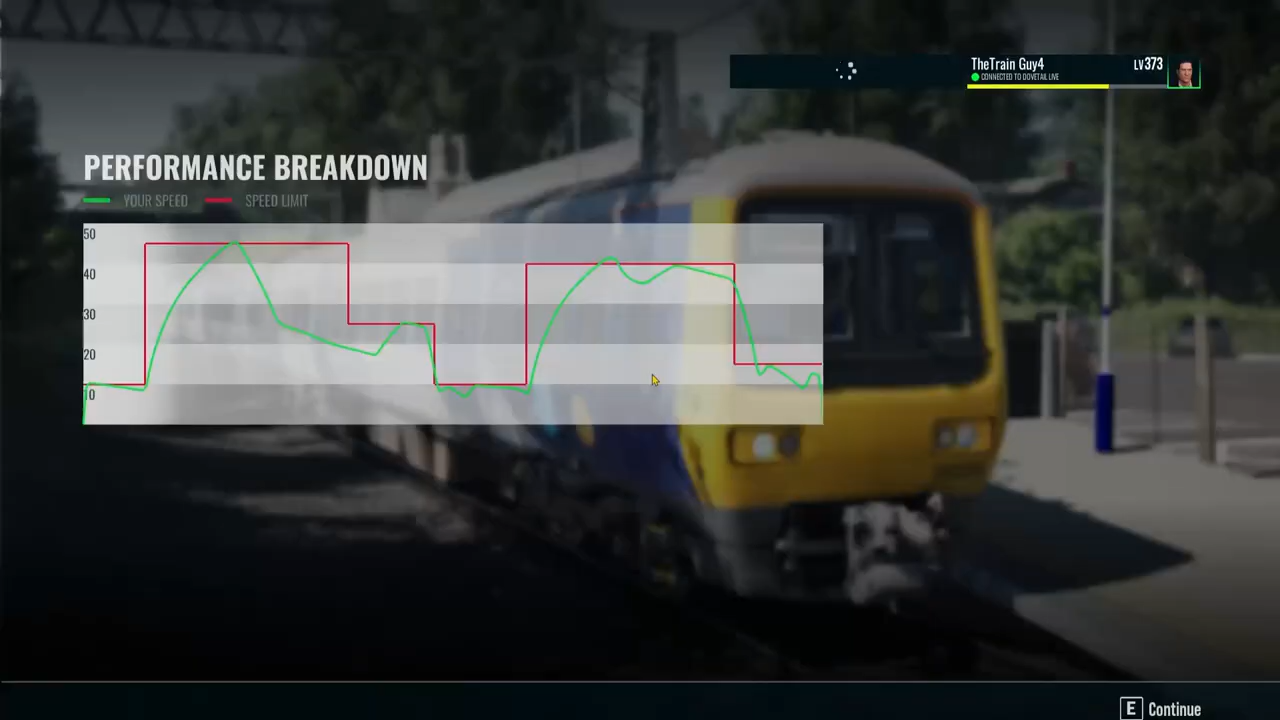 TheTrain Guy4
LV373
CONNECTED TO DOVETAIL LIVE
PERFORMANCE BREAKDOWN
YOUR SPEED
SPEED LIMIT
50
40
30
20
10
E Continue